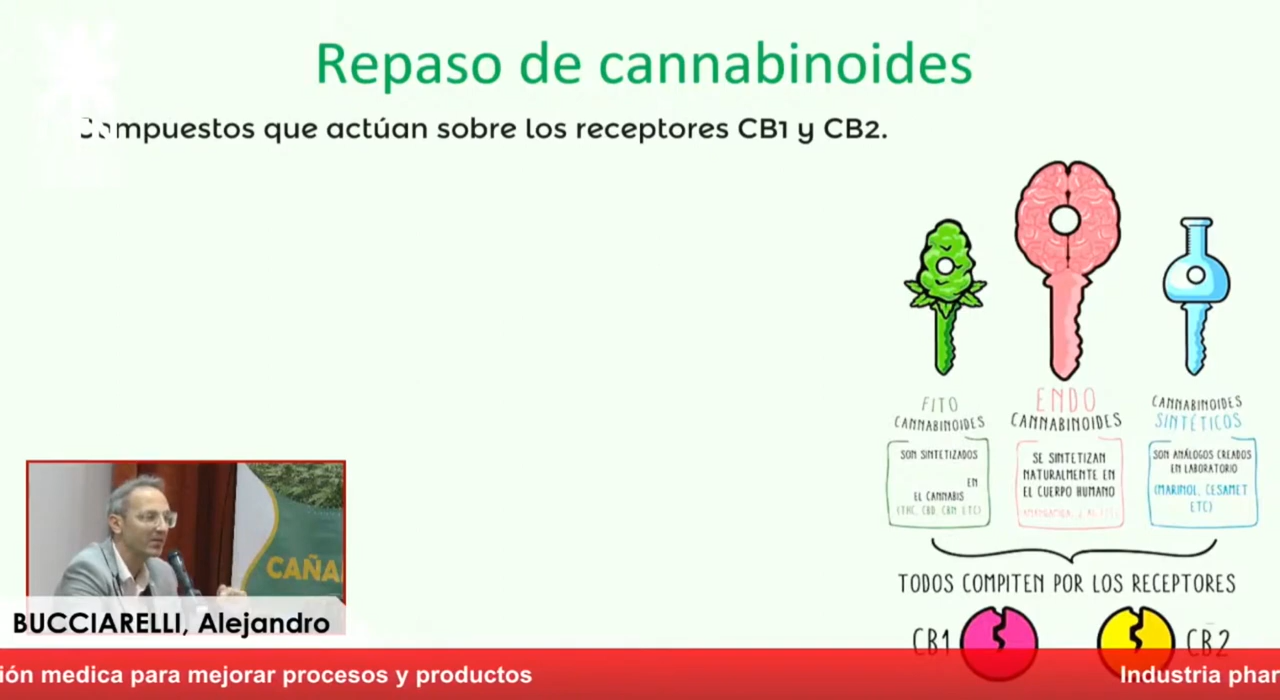 Repaso de cannabinoides
Compuestos que actúan sobre los receptores CB1 y CB2.
FITO
CANNABINOIDES
SON SINTETIZADOS
EN
EL CANNABIS
(THC, CBD, CBN ETC)
ENDO
CANNABINOIDES
SE SINTETIZAN
NATURALMENTE EN
EL CUERPO HUMANO
CANNABINOIDES
SINTÉTICOS
SON ANÁLOGOS CREADOS
EN LABORATORIO
(MARINOL, CESAMET
ETC)
TODOS COMPITEN POR LOS RECEPTORES
CB1
CB2
CAÑA
BUCCIARELLI, Alejandro
ión medica para mejorar procesos y productos
Industria phar